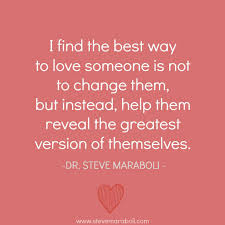 I find the best way
to love someone is not
to change them,
but instead, help them
reveal the greatest
version of themselves.
-DR. STEVE MARABOLI -
www.stevemaraboli.com